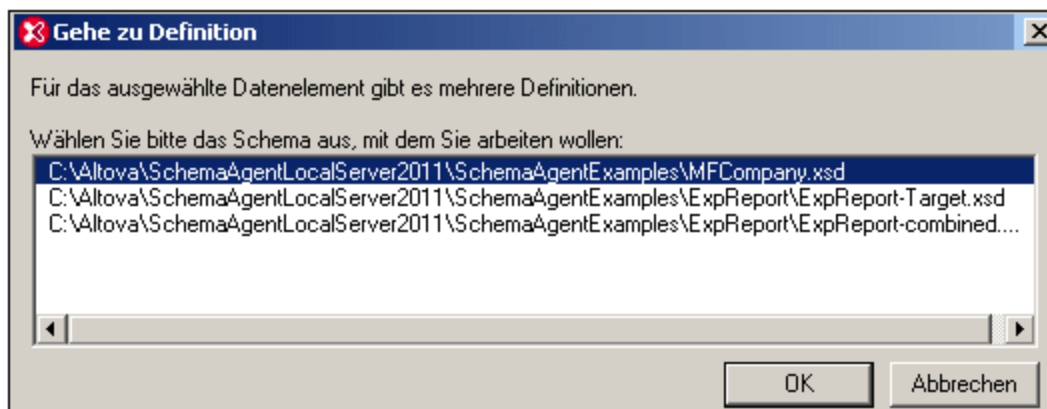 Gehe zu Definition
Für das ausgewählte Datenelement gibt es mehrere Definitionen.
Wählen Sie bitte das Schema aus, mit dem Sie arbeiten wollen:
C:\Altova\SchemaAgentLocalServer2011\SchemaAgentExamples\MFCompany.xsd
C:\Altova\SchemaAgentLocalServer2011\SchemaAgentExamples\ExpReport\ExpReport-Target.xsd
C:\Altova\SchemaAgentLocalServer2011\SchemaAgentExamples\ExpReport\ExpReport-combined....
OK Abbrechen